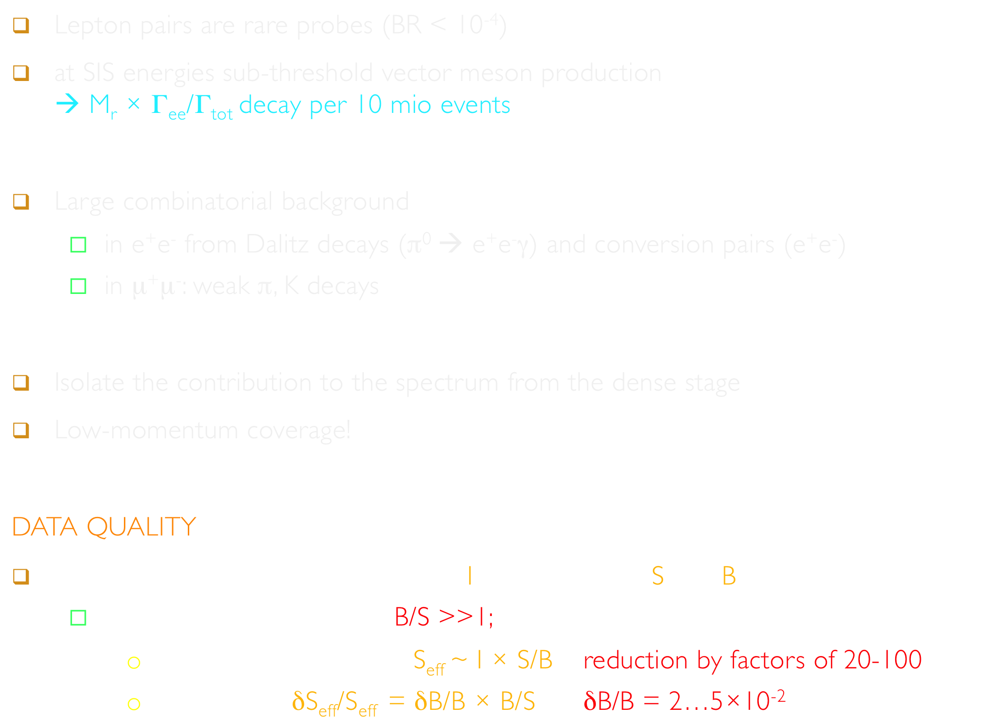 Lepton pairs are rare probes (BR < 10⁻⁴)
at SIS energies sub-threshold vector meson production
→ Mᵣ × Γₑₑ/Γₜₒₜ decay per 10 mio events
Large combinatorial background
in e⁺e⁻ from Dalitz decays (π⁰ → e⁺e⁻γ) and conversion pairs (e⁺e⁻)
in μ⁺μ⁻: weak π, K decays
Isolate the contribution to the spectrum from the dense stage
Low-momentum coverage!
DATA QUALITY
I S B
B/S >>1;
S_eff ~ I × S/B reduction by factors of 20-100
δS_eff/S_eff = δB/B × B/S δB/B = 2…5×10⁻²